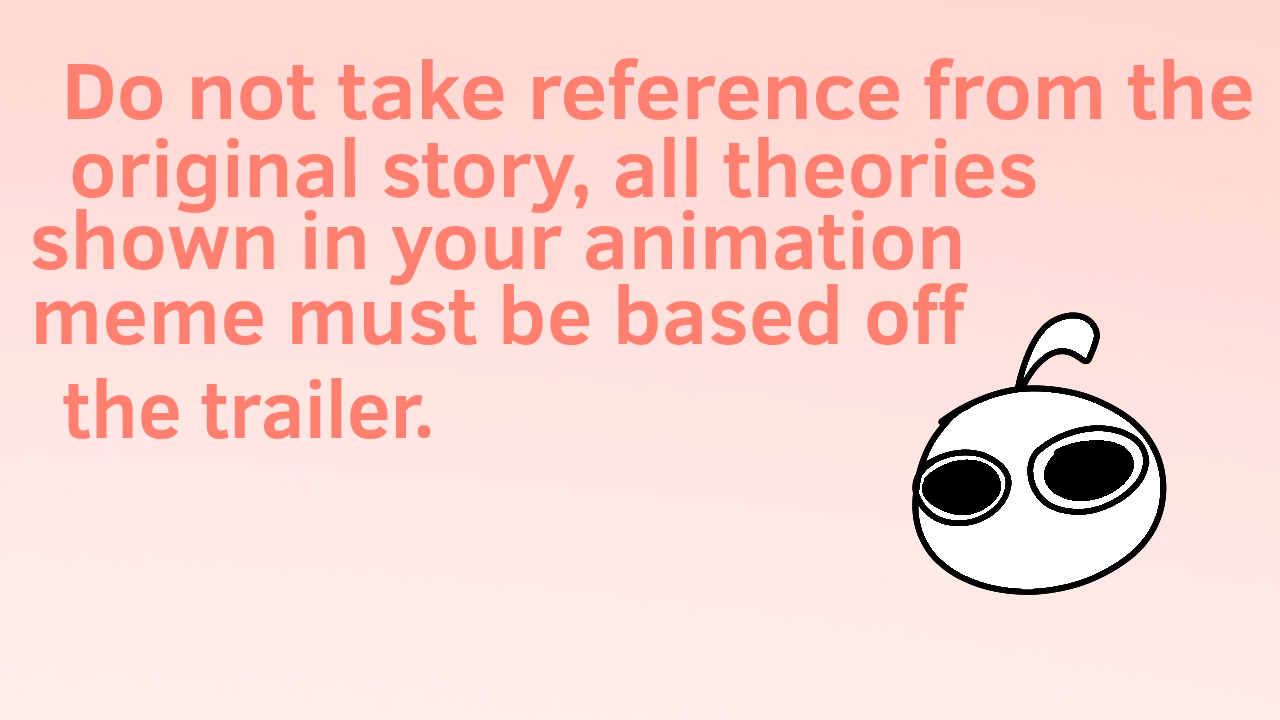 Do not take reference from the
original story, all theories
shown in your animation
meme must be based off
the trailer.